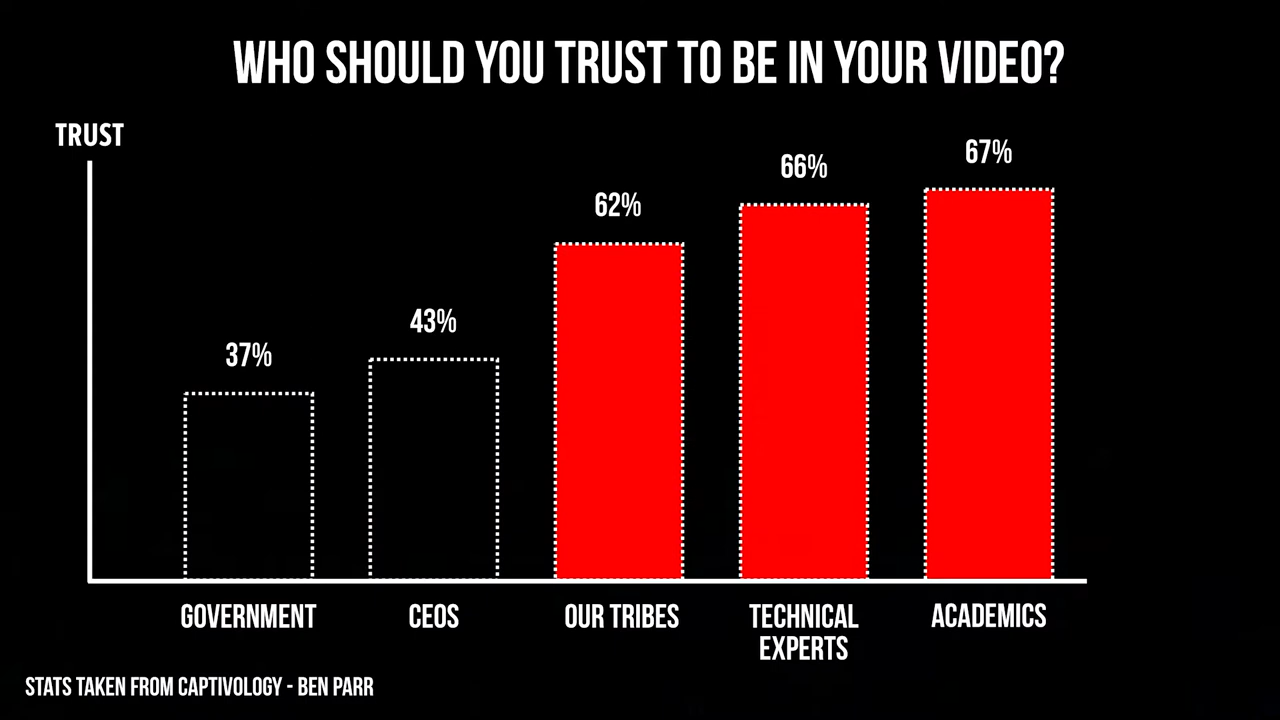 WHO SHOULD YOU TRUST TO BE IN YOUR VIDEO?
TRUST
37%
43%
62%
66%
67%
GOVERNMENT
CEOS
OUR TRIBES
TECHNICAL
EXPERTS
ACADEMICS
STATS TAKEN FROM CAPTIVOLOGY - BEN PARR